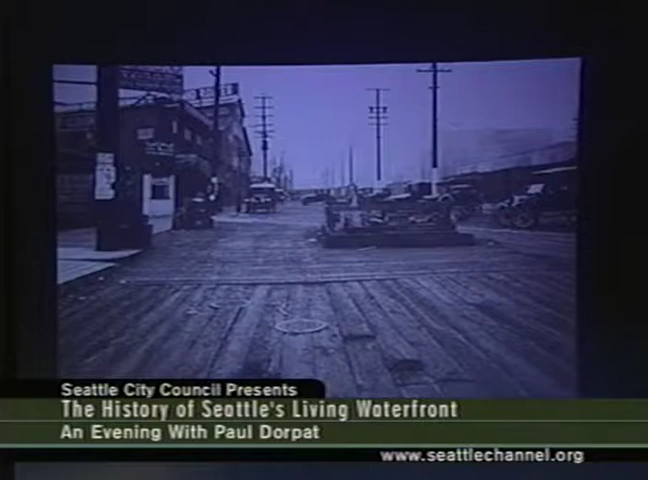 Seattle City Council Presents
The History of Seattle's Living Waterfront
An Evening With Paul Dorpat
www.seattlechannel.org